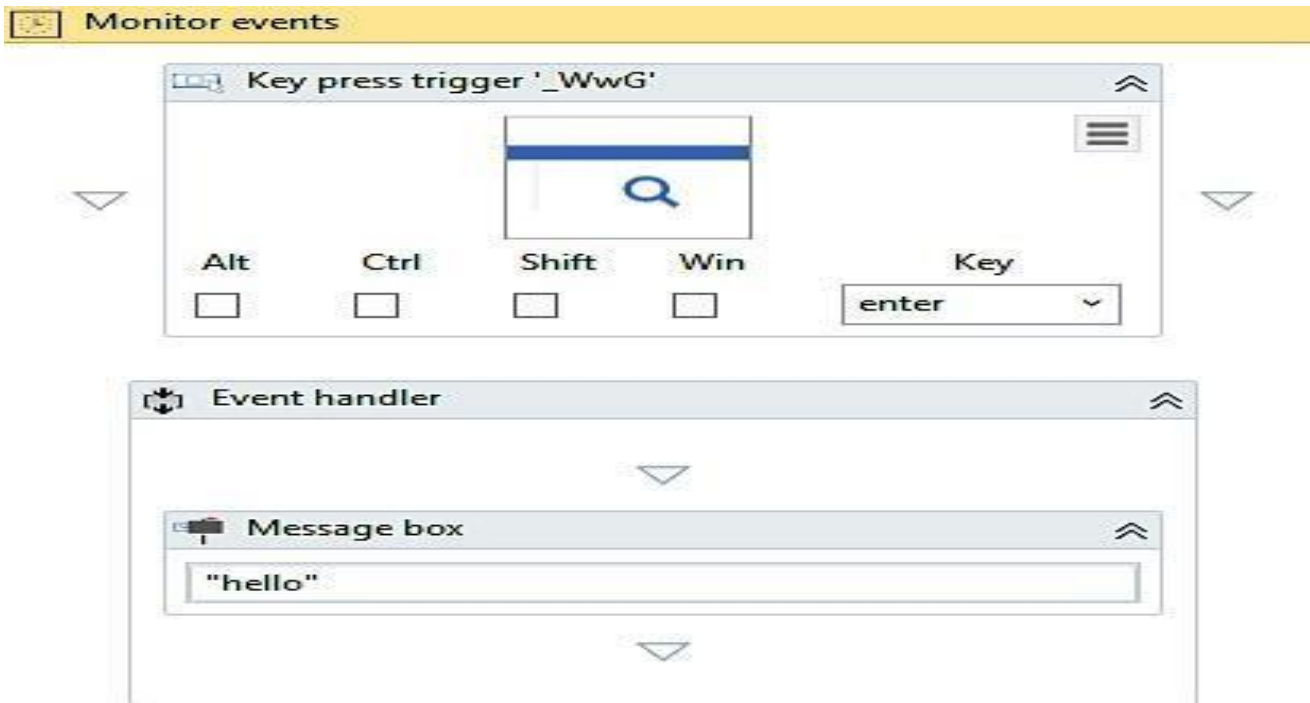 Monitor events
Key press trigger '_WwG'
Alt Ctrl Shift Win Key
enter
Event handler
Message box
"hello"